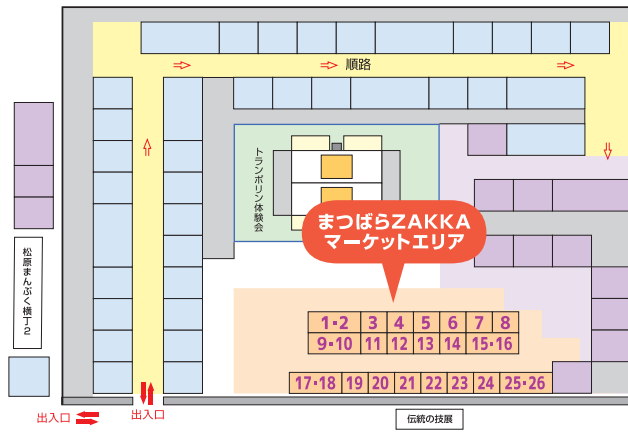 順路
トランポリン体験会
まつばらZAKKA
マーケットエリア
松原まんぷく横丁2
1・2 3 4 5 6 7 8
9・10 11 12 13 14 15・16
17・18 19 20 21 22 23 24 25・26
出入口
出入口
伝統の技展